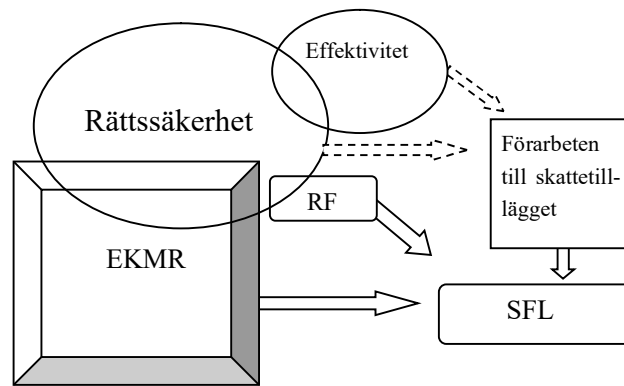 Effektivitet
Rättssäkerhet
Förarbeten
till skattetill-
lägget
RF
EKMR
SFL